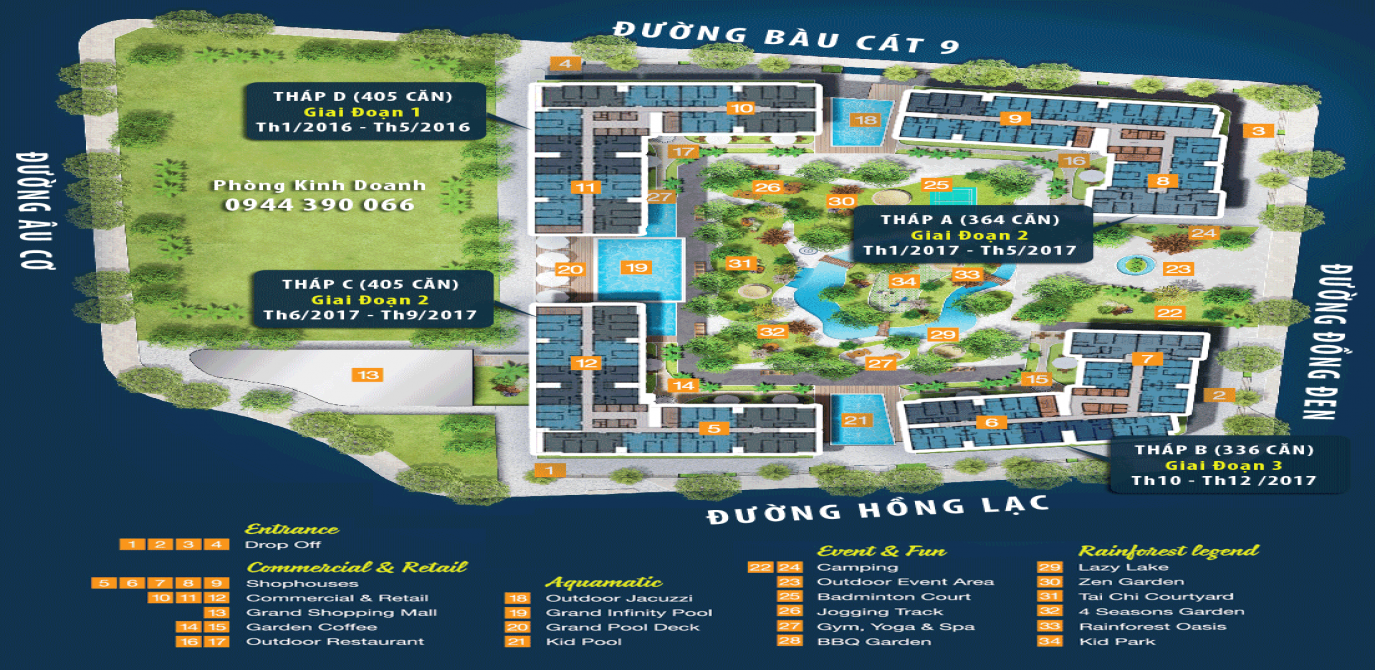 ĐƯỜNG BÀU CÁT 9
4
THÁP D (405 CĂN)
Giai Đoạn 1
Th1/2016 - Th5/2016
10
18
9
3
17
16
11
Phòng Kinh Doanh
0944 390 066
26
25
8
27
30
ĐƯỜNG ÂU CƠ
THÁP A (364 CĂN)
Giai Đoạn 2
Th1/2017 - Th5/2017
24
20
19
31
34
33
23
THÁP C (405 CĂN)
Giai Đoạn 2
Th6/2017 - Th9/2017
22
ĐƯỜNG ĐỒNG ĐEN
32
29
12
27
7
13
14
15
2
5
21
6
THÁP B (336 CĂN)
Giai Đoạn 3
Th10 - Th12 /2017
1
ĐƯỜNG HỒNG LẠC
Entrance
1 2 3 4 Drop Off
Commercial & Retail
5 6 7 8 9 Shophouses
10 11 12 Commercial & Retail
13 Grand Shopping Mall
14 15 Garden Coffee
16 17 Outdoor Restaurant
Aquamatic
18 Outdoor Jacuzzi
19 Grand Infinity Pool
20 Grand Pool Deck
21 Kid Pool
Event & Fun
22 24 Camping
23 Outdoor Event Area
25 Badminton Court
26 Jogging Track
27 Gym, Yoga & Spa
28 BBQ Garden
Rainforest legend
29 Lazy Lake
30 Zen Garden
31 Tai Chi Courtyard
32 4 Seasons Garden
33 Rainforest Oasis
34 Kid Park